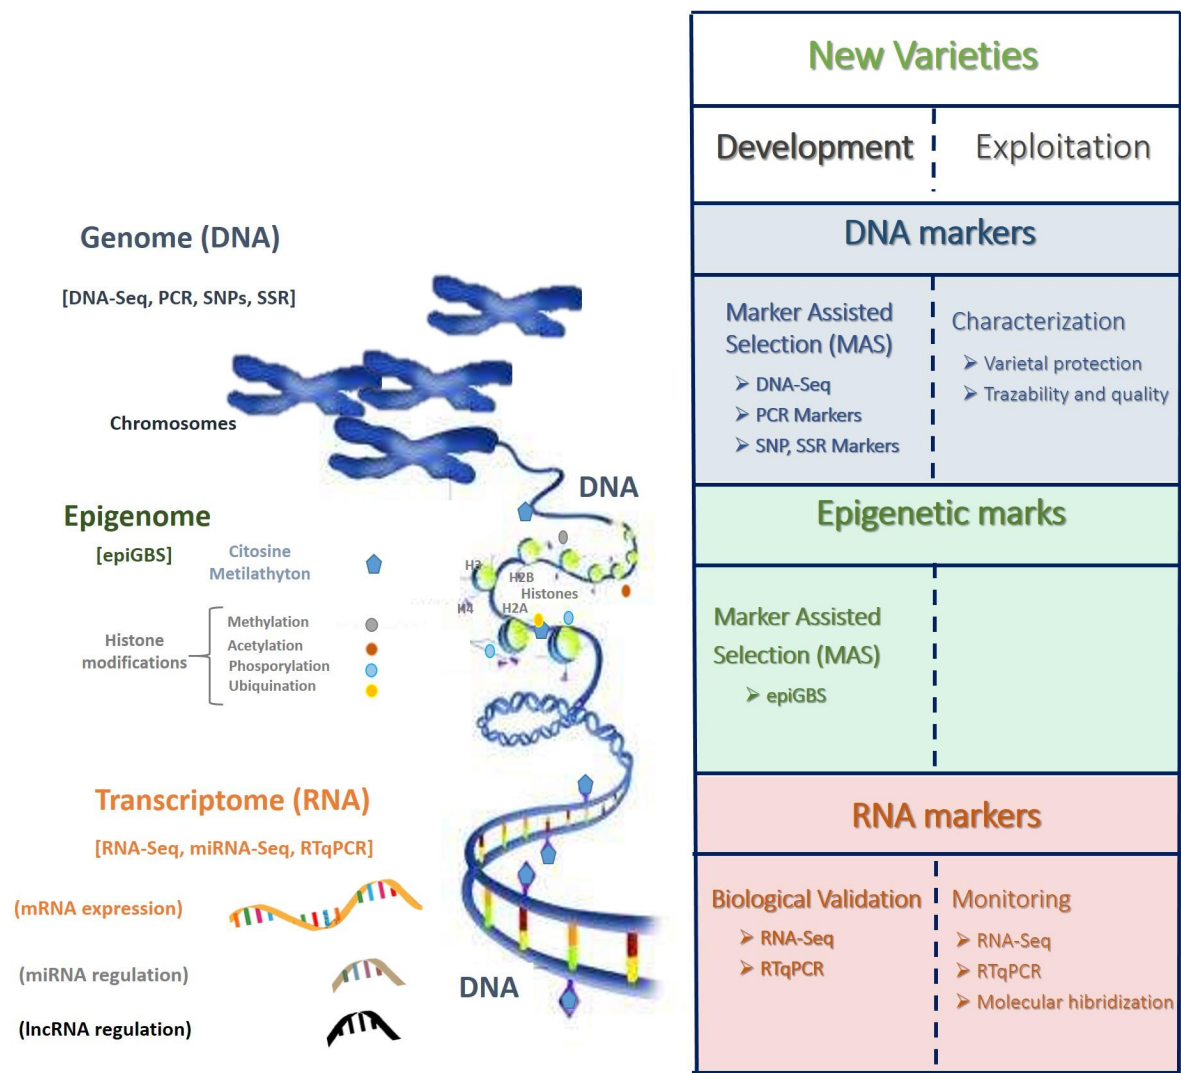 New Varieties
Development
Exploitation
Genome (DNA)
[DNA-Seq, PCR, SNPs, SSR]
Chromosomes
DNA
Epigenome
[epiGBS]
Citosine
Metilathyton
Histone
modifications
Methylation
Acetylation
Phosporylation
Ubiquination
H3
H2B
Histones
H4
H2A
Transcriptome (RNA)
[RNA-Seq, miRNA-Seq, RTqPCR]
(mRNA expression)
(miRNA regulation)
(lncRNA regulation)
DNA
DNA markers
Marker Assisted
Selection (MAS)
➢ DNA-Seq
➢ PCR Markers
➢ SNP, SSR Markers
Characterization
➢ Varietal protection
➢ Trazability and quality
Epigenetic marks
Marker Assisted
Selection (MAS)
➢ epiGBS
RNA markers
Biological Validation
➢ RNA-Seq
➢ RTqPCR
Monitoring
➢ RNA-Seq
➢ RTqPCR
➢ Molecular hibridization